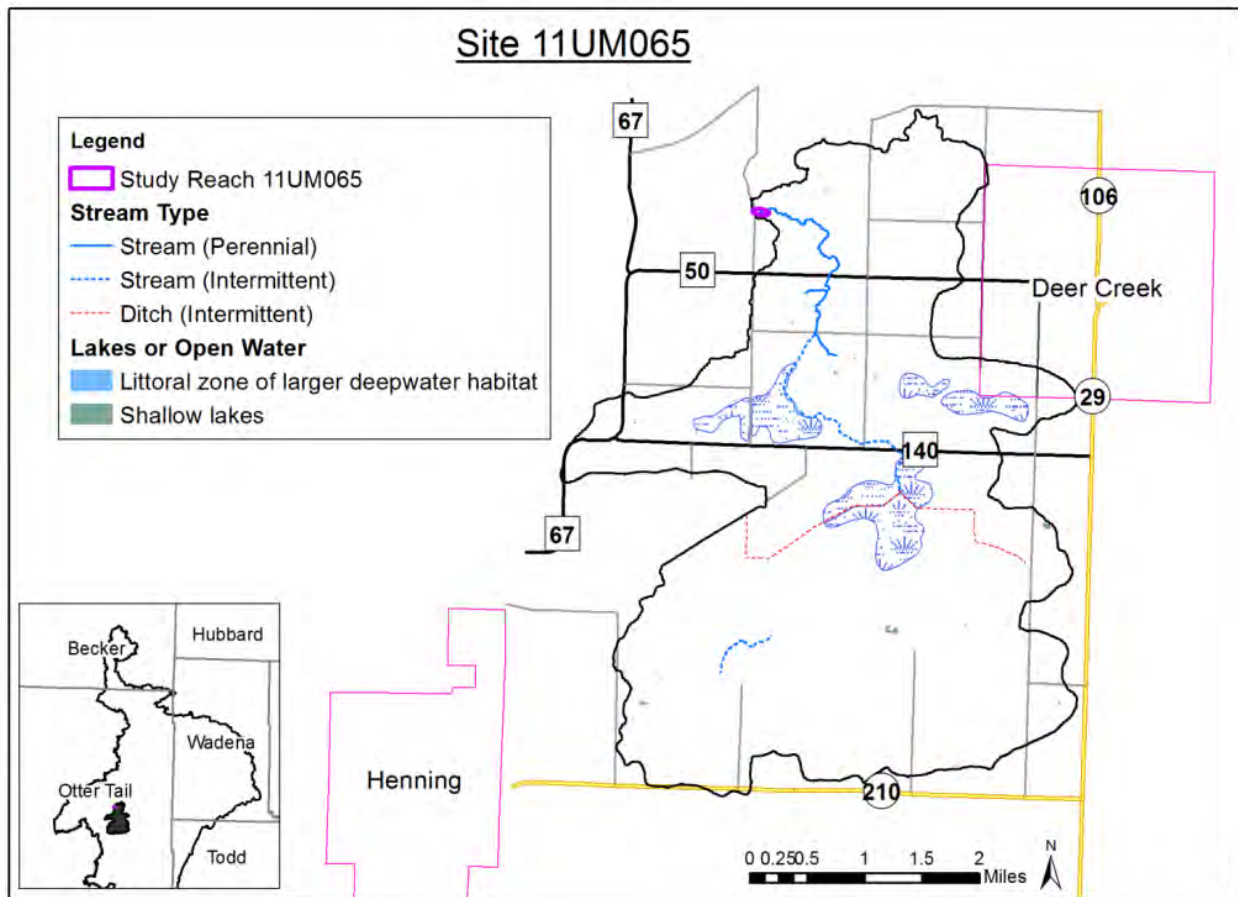 Site 11UM065
Legend
Study Reach 11UM065
Stream Type
Stream (Perennial)
Stream (Intermittent)
Ditch (Intermittent)
Lakes or Open Water
Littoral zone of larger deepwater habitat
Shallow lakes
67
106
50
Deer Creek
29
140
67
Hubbard
Becker
Wadena
Otter Tail
Todd
Henning
210
0 0.250.5 1 1.5 2
Miles
N